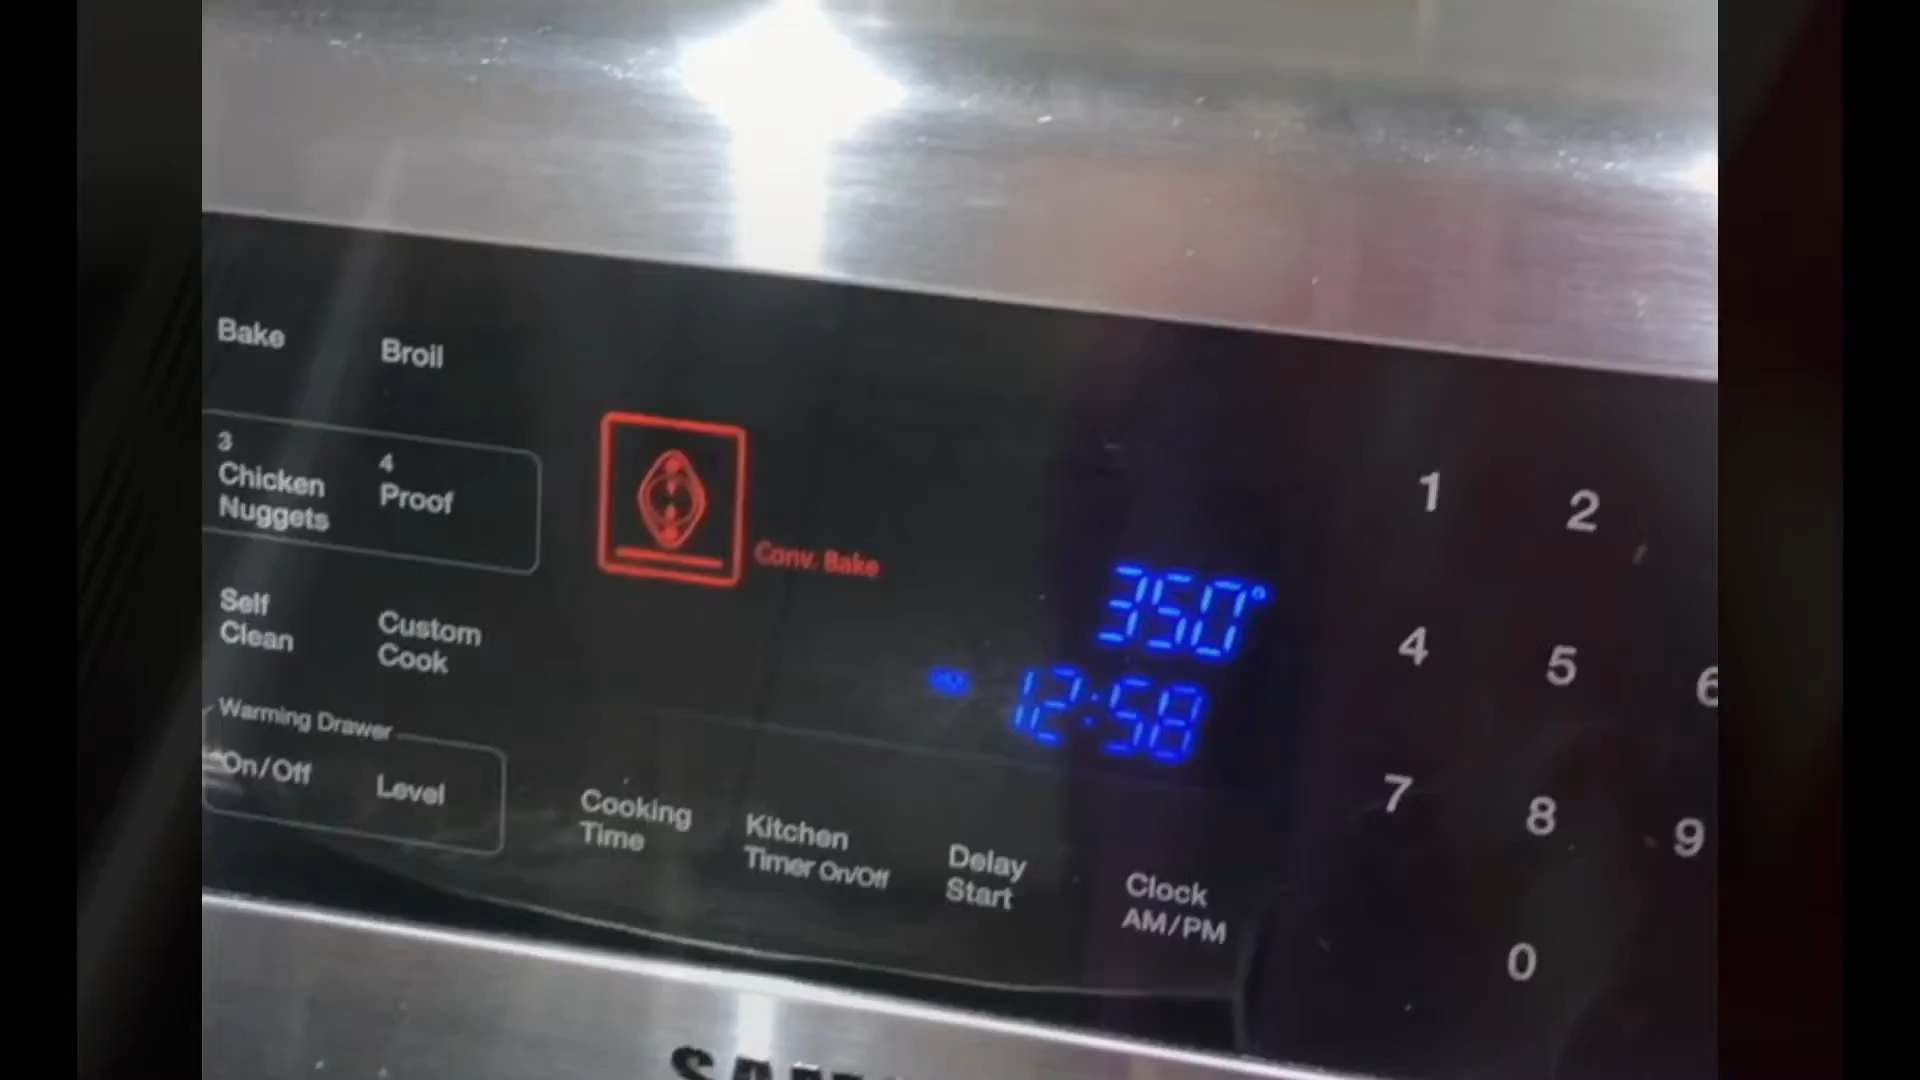 Bake
Broil
3
Chicken
Nuggets
4
Proof
Conv. Bake
Self
Clean
Custom
Cook
350°
12:58
Warming Drawer
On/Off
Level
Cooking
Time
Kitchen
Timer On/Off
Delay
Start
Clock
AM/PM
1 2
4 5 6
7 8 9
0